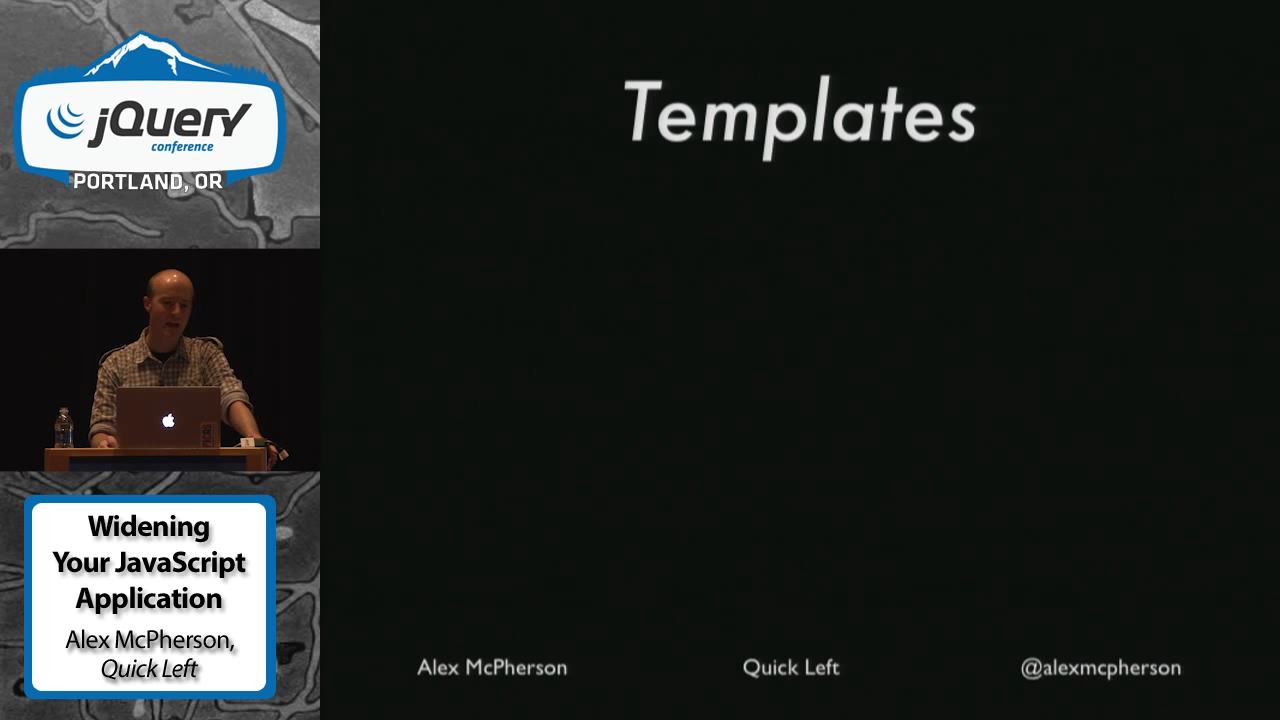 jQuery
conference
PORTLAND, OR
Templates
Widening
Your JavaScript
Application
Alex McPherson,
Quick Left
Alex McPherson
Quick Left
@alexmcpherson